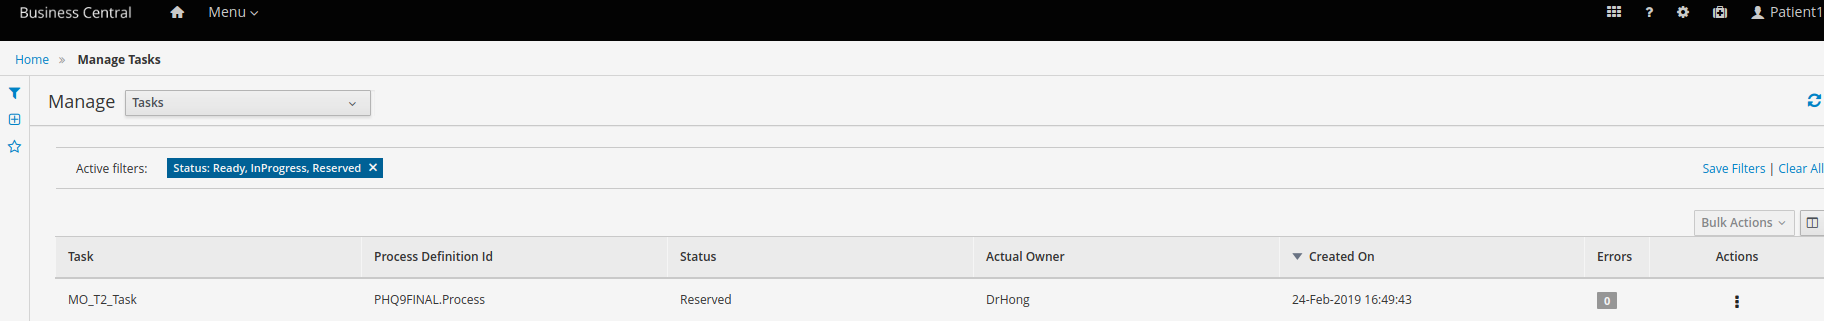 Business Central Menu ? Patient1
Home » Manage Tasks
Manage Tasks
Active filters: Status: Ready, InProgress, Reserved × Save Filters | Clear All
Bulk Actions
Task Process Definition Id Status Actual Owner Created On Errors Actions
MO_T2_Task PHQ9FINAL.Process Reserved DrHong 24-Feb-2019 16:49:43 0